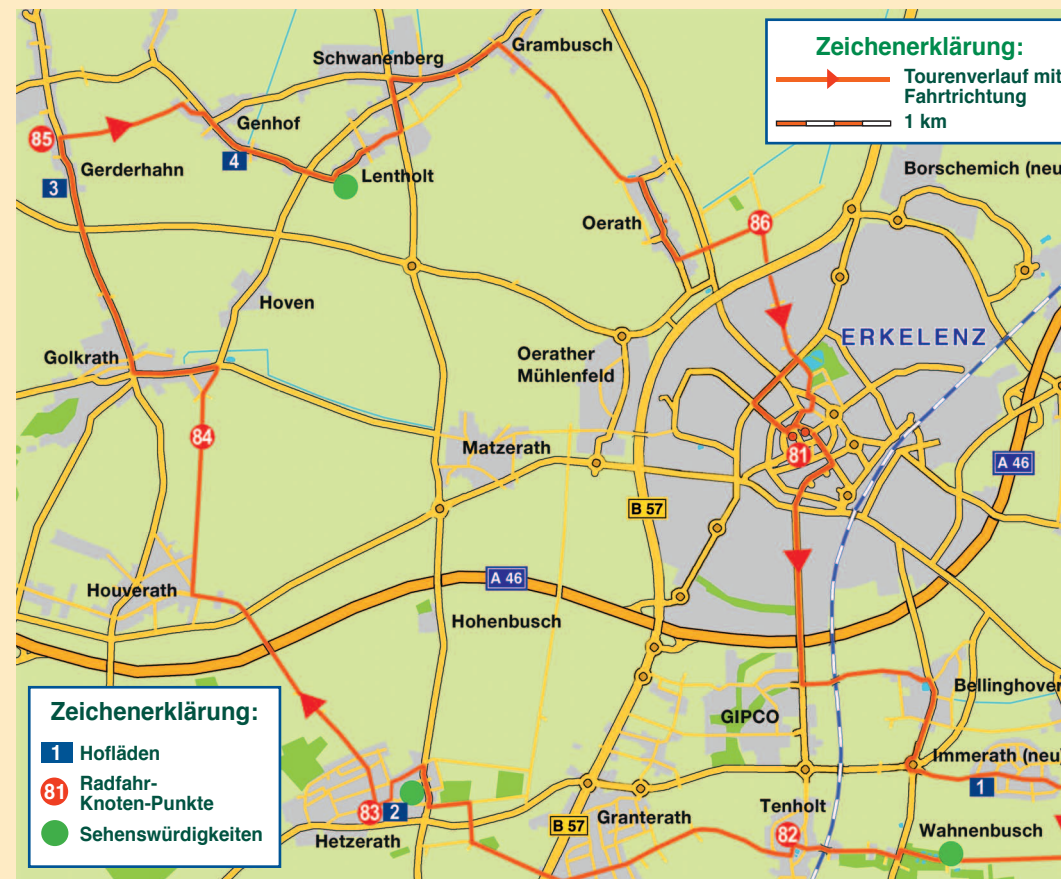 Schwanenberg
Grambusch
Zeichenerklärung:
Tourenverlauf mit
Fahrtrichtung
1 km
85
Genhof
4
Gerderhahn
3
Lentholt
Borschemich (neu
Oerath
86
Hoven
Golkrath
ERKELENZ
Oerather
Mühlenfeld
84
Matzerath
81
A 46
B 57
Houverath
A 46
Hohenbusch
Bellinghoven
GIPCO
Immerath (neu)
1
Zeichenerklärung:
1 Hofläden
81 Radfahr-
Knoten-Punkte
Sehenswürdigkeiten
83
2
Hetzerath
B 57
Granterath
Tenholt
82
Wahnenbusch